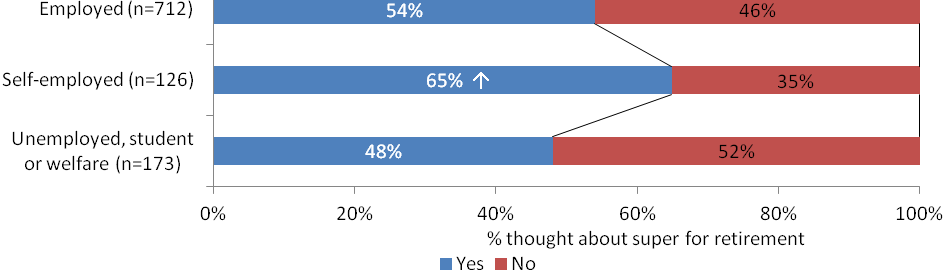 Employed (n=712)
54%
46%
Self-employed (n=126)
65% ↑
35%
Unemployed, student
or welfare (n=173)
48%
52%
0%
20%
40%
60%
80%
100%
% thought about super for retirement
Yes
No